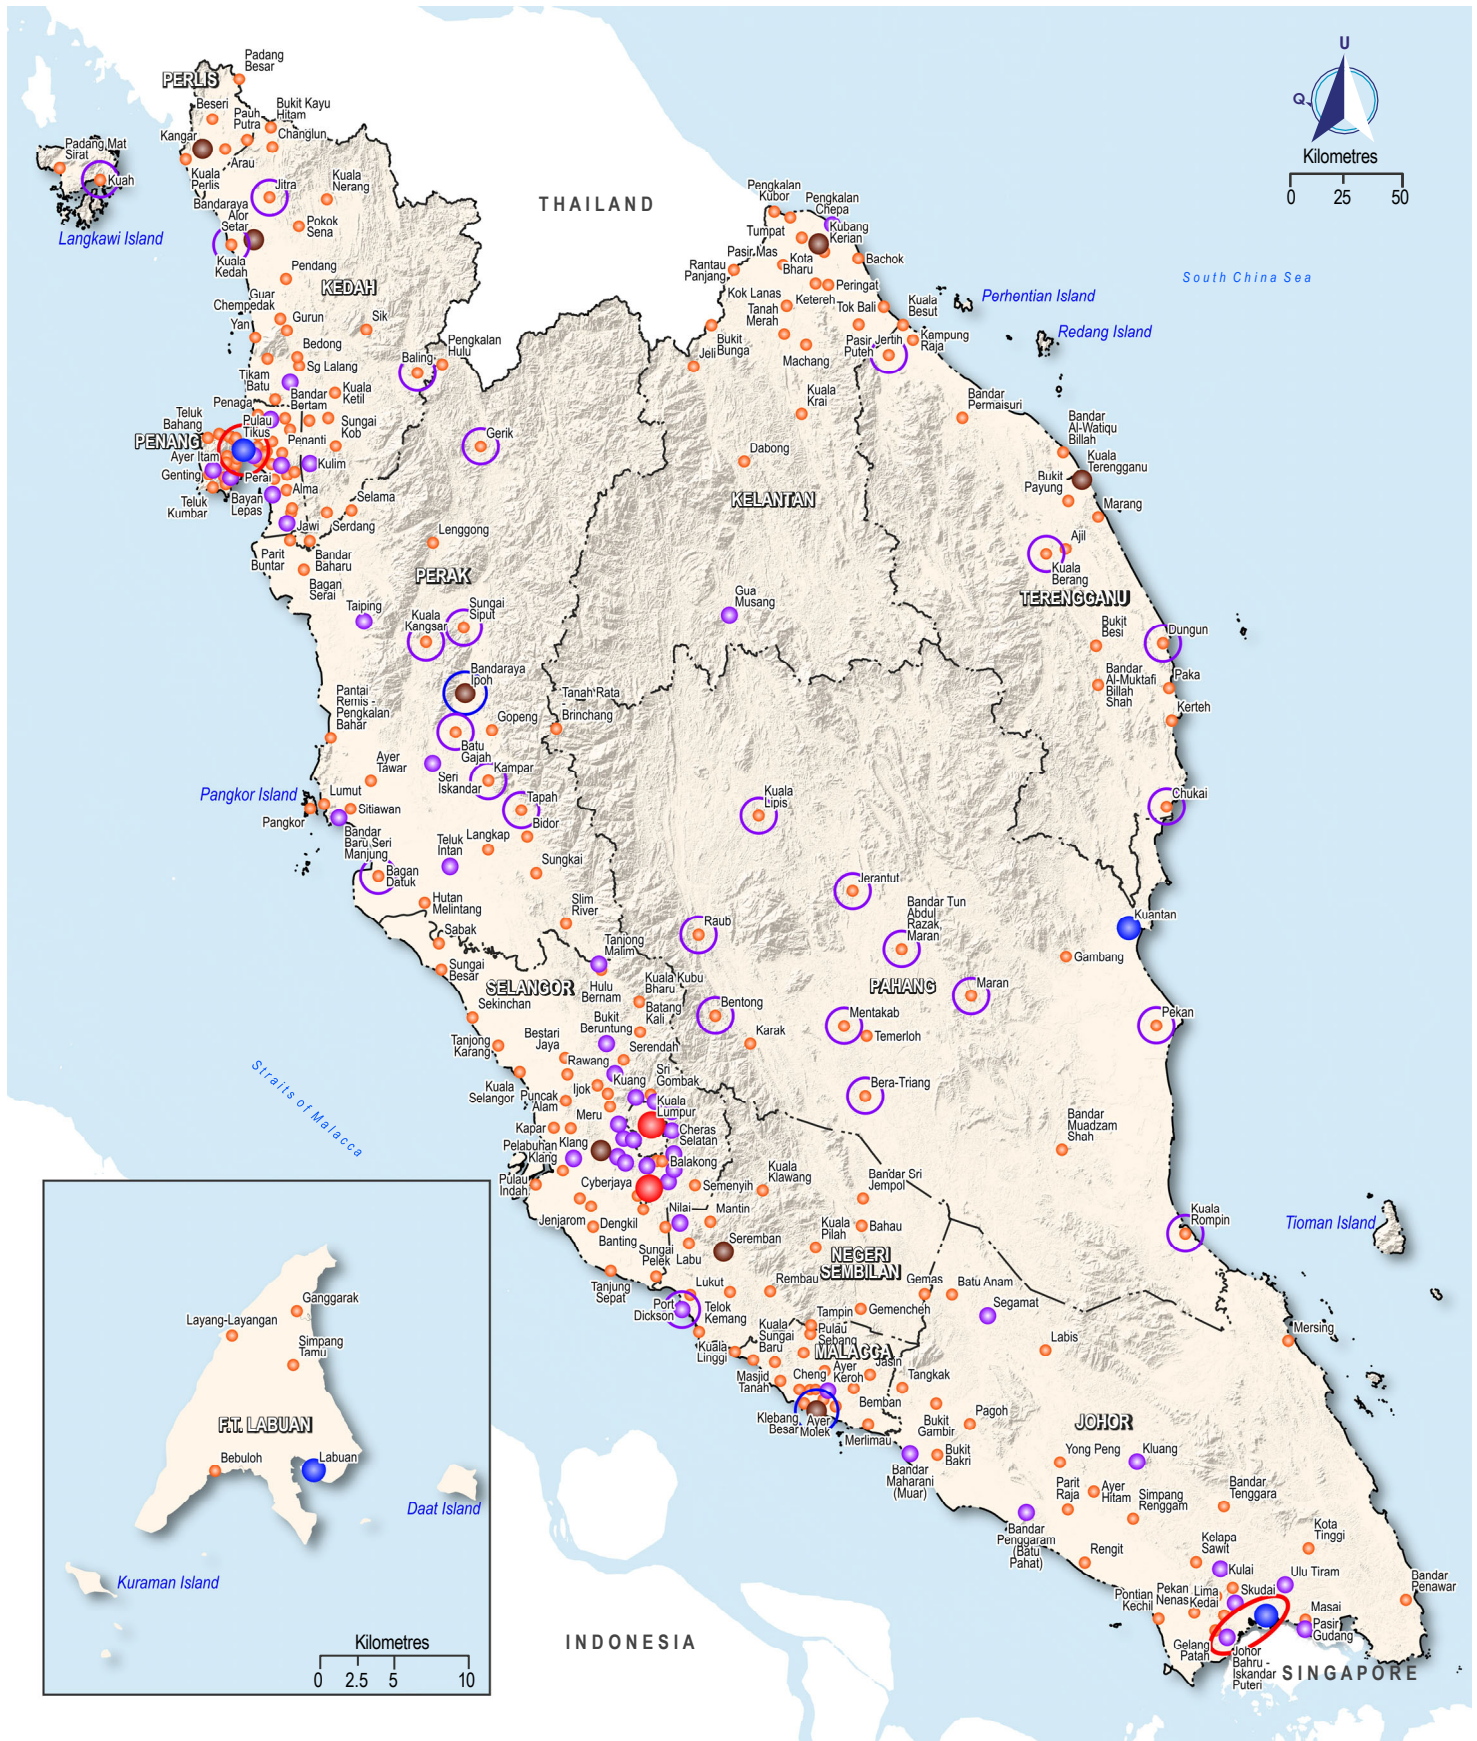 U
Q
Kilometres
0 25 50
THAILAND
South China Sea
Straits of Malacca
INDONESIA
SINGAPORE
PERLIS
Padang
Besar
Beseri
Pauh
Putra
Bukit Kayu
Hitam
Changlun
Kangar
Arau
Kuala
Perlis
Padang Mat
Sirat
Kuah
Langkawi Island
Jitra
Kuala
Nerang
Bandaraya
Alor
Setar
Pokok
Sena
Kuala
Kedah
Pendang
KEDAH
Guar
Chempedak
Gurun
Sik
Yan
Bedong
Sg Lalang
Tikam
Batu
Baling
Pengkalan
Hulu
Kuala
Ketil
Bandar
Bertam
Penaga
Teluk
Bahang
Pulau
Tikus
Sungai
Kob
Penanti
PENANG
Ayer Itam
Kulim
Genting
Perai
Alma
Selama
Teluk
Kumbar
Bayan
Lepas
Jawi
Serdang
Parit
Buntar
Bandar
Baharu
Bagan
Serai
Gerik
Lenggong
PERAK
Taiping
Kuala
Kangsar
Sungai
Siput
Bandaraya
Ipoh
Pantai
Remis -
Pengkalan
Bahar
Gopeng
Batu
Gajah
Tanah Rata
-
Brinchang
Ayer
Tawar
Seri
Iskandar
Kampar
Pangkor Island
Lumut
Sitiawan
Pangkor
Tapah
Bidor
Bandar
Baru Seri
Manjung
Teluk
Intan
Langkap
Bagan
Datuk
Sungkai
Hutan
Melintang
Slim
River
Tanjong
Malim
Sabak
Sungai
Besar
SELANGOR
Hulu
Bernam
Kuala Kubu
Bharu
Sekinchan
Batang
Kali
Bukit
Beruntung
Tanjong
Karang
Bestari
Jaya
Serendah
Rawang
Sri
Gombak
Kuang
Kuala
Selangor
Ijok
Puncak
Alam
Kuala
Lumpur
Meru
Kapar
Cheras
Selatan
Klang
Pelabuhan
Klang
Balakong
Pulau
Indah
Cyberjaya
Semenyih
Jenjarom
Dengkil
Nilai
Mantin
Banting
Sungai
Pelek
Labu
Seremban
Tanjung
Sepat
Lukut
Port
Dickson
Telok
Kemang
Kuala
Linggi
Kuala
Klawang
Bandar Sri
Jempol
Kuala
Pilah
Bahau
NEGERI
SEMBILAN
Rembau
Gemas
Batu Anam
Gemencheh
Tampin
Pulau
Sebang
Kuala
Sungai
Baru
MALACCA
Masjid
Tanah
Cheng
Ayer
Keroh
Jasin
Klebang
Besar
Ayer
Molek
Bemban
Merlimau
Tangkak
Bukit
Gambir
Pagoh
Bukit
Bakri
Bandar
Maharani
(Muar)
Segamat
Labis
Mersing
JOHOR
Yong Peng
Kluang
Parit
Raja
Ayer
Hitam
Simpang
Renggam
Bandar
Tenggara
Bandar
Penggaram
(Batu
Pahat)
Rengit
Kelapa
Sawit
Kulai
Kota
Tinggi
Ulu Tiram
Pontian
Kechil
Pekan
Nenas
Lima
Kedai
Skudai
Masai
Pasir
Gudang
Bandar
Penawar
Gelang
Patah
Johor
Bahru -
Iskandar
Puteri
Pengkalan
Kubor
Pengkalan
Chepa
Kubang
Kerian
Tumpat
Pasir Mas
Kota
Bharu
Bachok
Rantau
Panjang
Peringat
Kok Lanas
Ketereh
Tok Bali
Kuala
Besut
Tanah
Merah
Kampung
Raja
Bukit
Bunga
Jeli
Machang
Pasir
Puteh
Jertih
Perhentian Island
Redang Island
Kuala
Krai
Dabong
KELANTAN
Gua
Musang
Bandar
Permaisuri
Bandar
Al-Watiqu
Billah
Kuala
Terengganu
Bukit
Payung
Marang
Ajil
Kuala
Berang
TERENGGANU
Bukit
Besi
Dungun
Bandar
Al-Muktafi
Billah
Shah
Paka
Kerteh
Chukai
Kuala
Lipis
Jerantut
Raub
Bandar Tun
Abdul
Razak,
Maran
Kuantan
Gambang
PAHANG
Maran
Bentong
Mentakab
Temerloh
Pekan
Karak
Bera-Triang
Bandar
Muadzam
Shah
Kuala
Rompin
Tioman Island
Layang-Layangan
Ganggarak
Simpang
Tamu
F.T. LABUAN
Bebuloh
Labuan
Daat Island
Kuraman Island
Kilometres
0 2.5 5 10